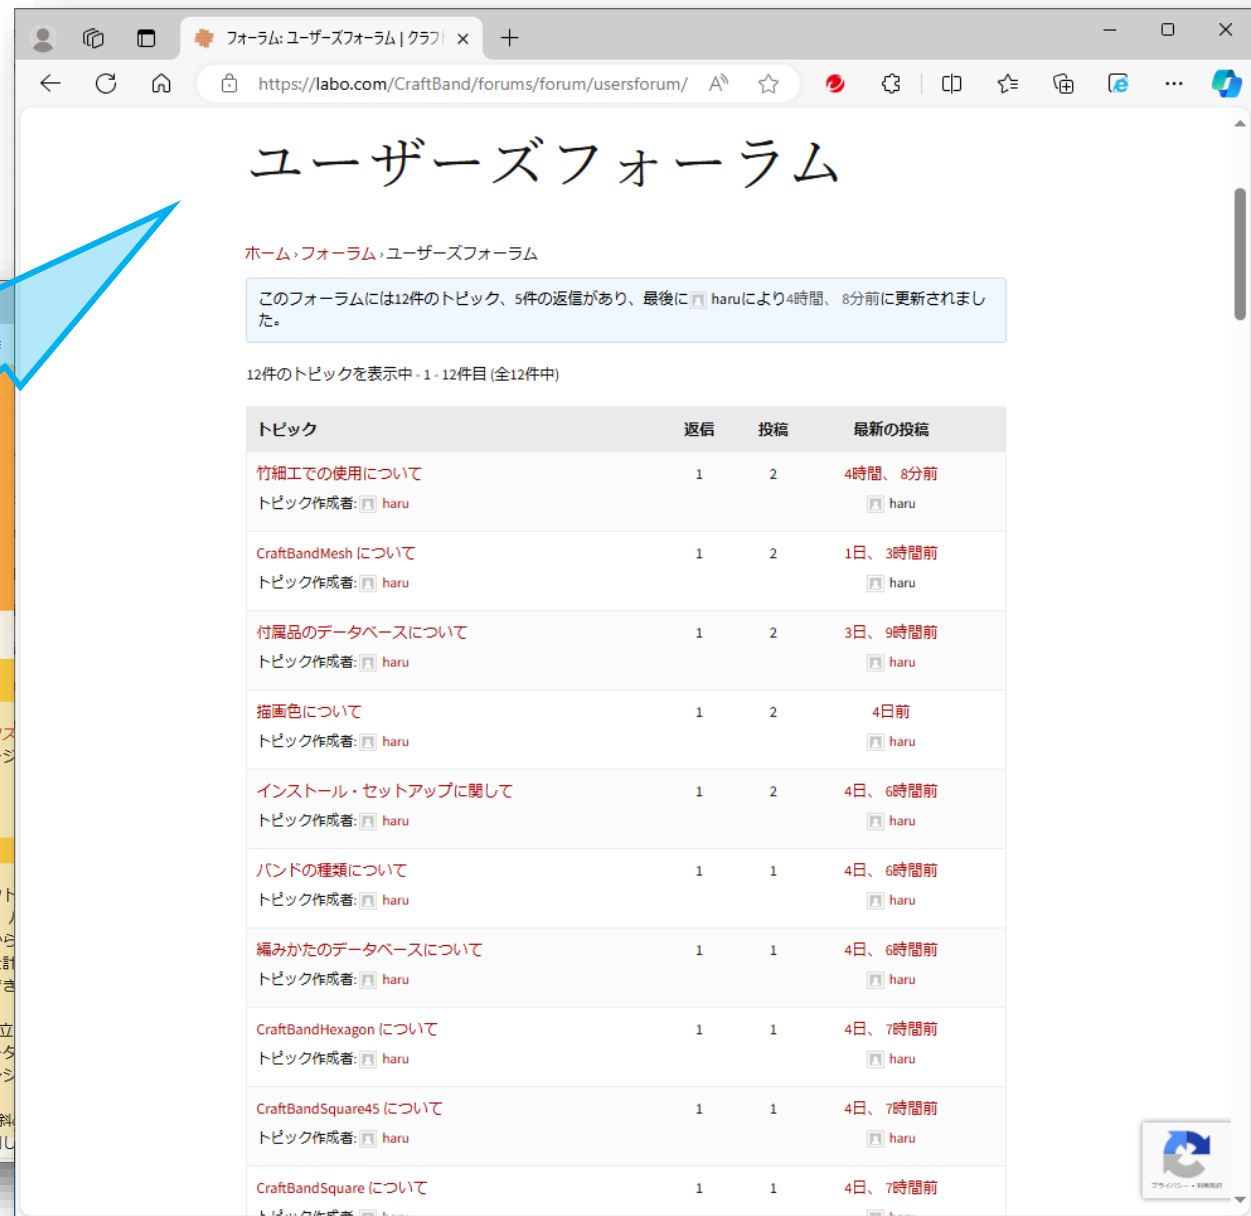 フォーラム: ユーザーズフォーラム | クラフト
https://labo.com/CraftBand/forums/forum/usersforum/
ユーザーズフォーラム
ホーム › フォーラム › ユーザーズフォーラム
このフォーラムには12件のトピック、5件の返信があり、最後に haruにより4時間、 8分前に更新されまし
た。
12件のトピックを表示中 - 1 - 12件目 (全12件中)
トピック 返信 投稿 最新の投稿
竹細工での使用について 1 2 4時間、 8分前
トピック作成者: haru haru
CraftBandMesh について 1 2 1日、 3時間前
トピック作成者: haru haru
付属品のデータベースについて 1 2 3日、 9時間前
トピック作成者: haru haru
描画色について 1 2 4日前
トピック作成者: haru haru
インストール・セットアップに関して 1 2 4日、 6時間前
トピック作成者: haru haru
バンドの種類について 1 1 4日、 6時間前
トピック作成者: haru haru
編みかたのデータベースについて 1 1 4日、 6時間前
トピック作成者: haru haru
CraftBandHexagon について 1 1 4日、 7時間前
トピック作成者: haru haru
CraftBandSquare45 について 1 1 4日、 7時間前
トピック作成者: haru haru
CraftBandSquare について 1 1 4日、 7時間前
トピック作成者: haru haru
プライバシー - 利用規約